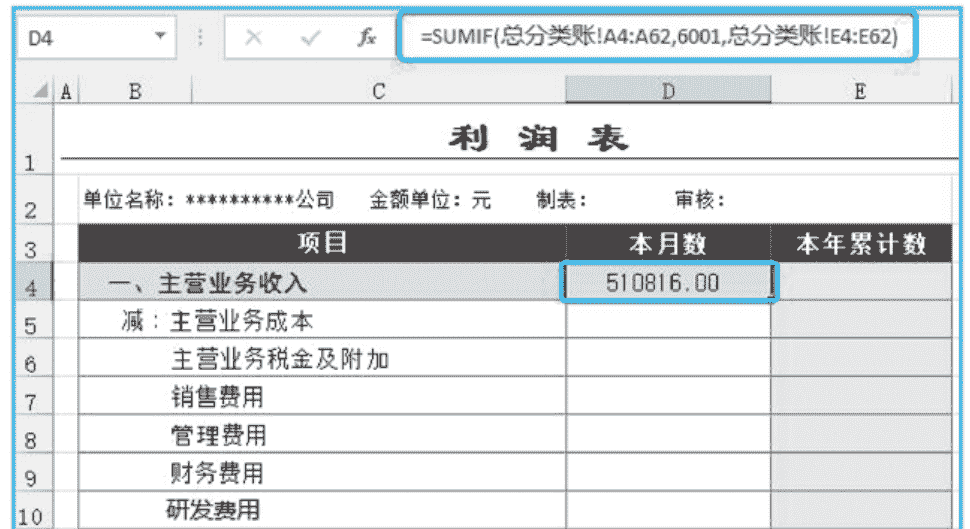 D4 fx =SUMIF(总分类账!A4:A62,6001,总分类账!E4:E62)
A B C D E
1 利 润 表
2 单位名称：**********公司 金额单位：元 制表： 审核：
3 项目 本月数 本年累计数
4 一、主营业务收入 510816.00
5 减：主营业务成本
6 主营业务税金及附加
7 销售费用
8 管理费用
9 财务费用
10 研发费用